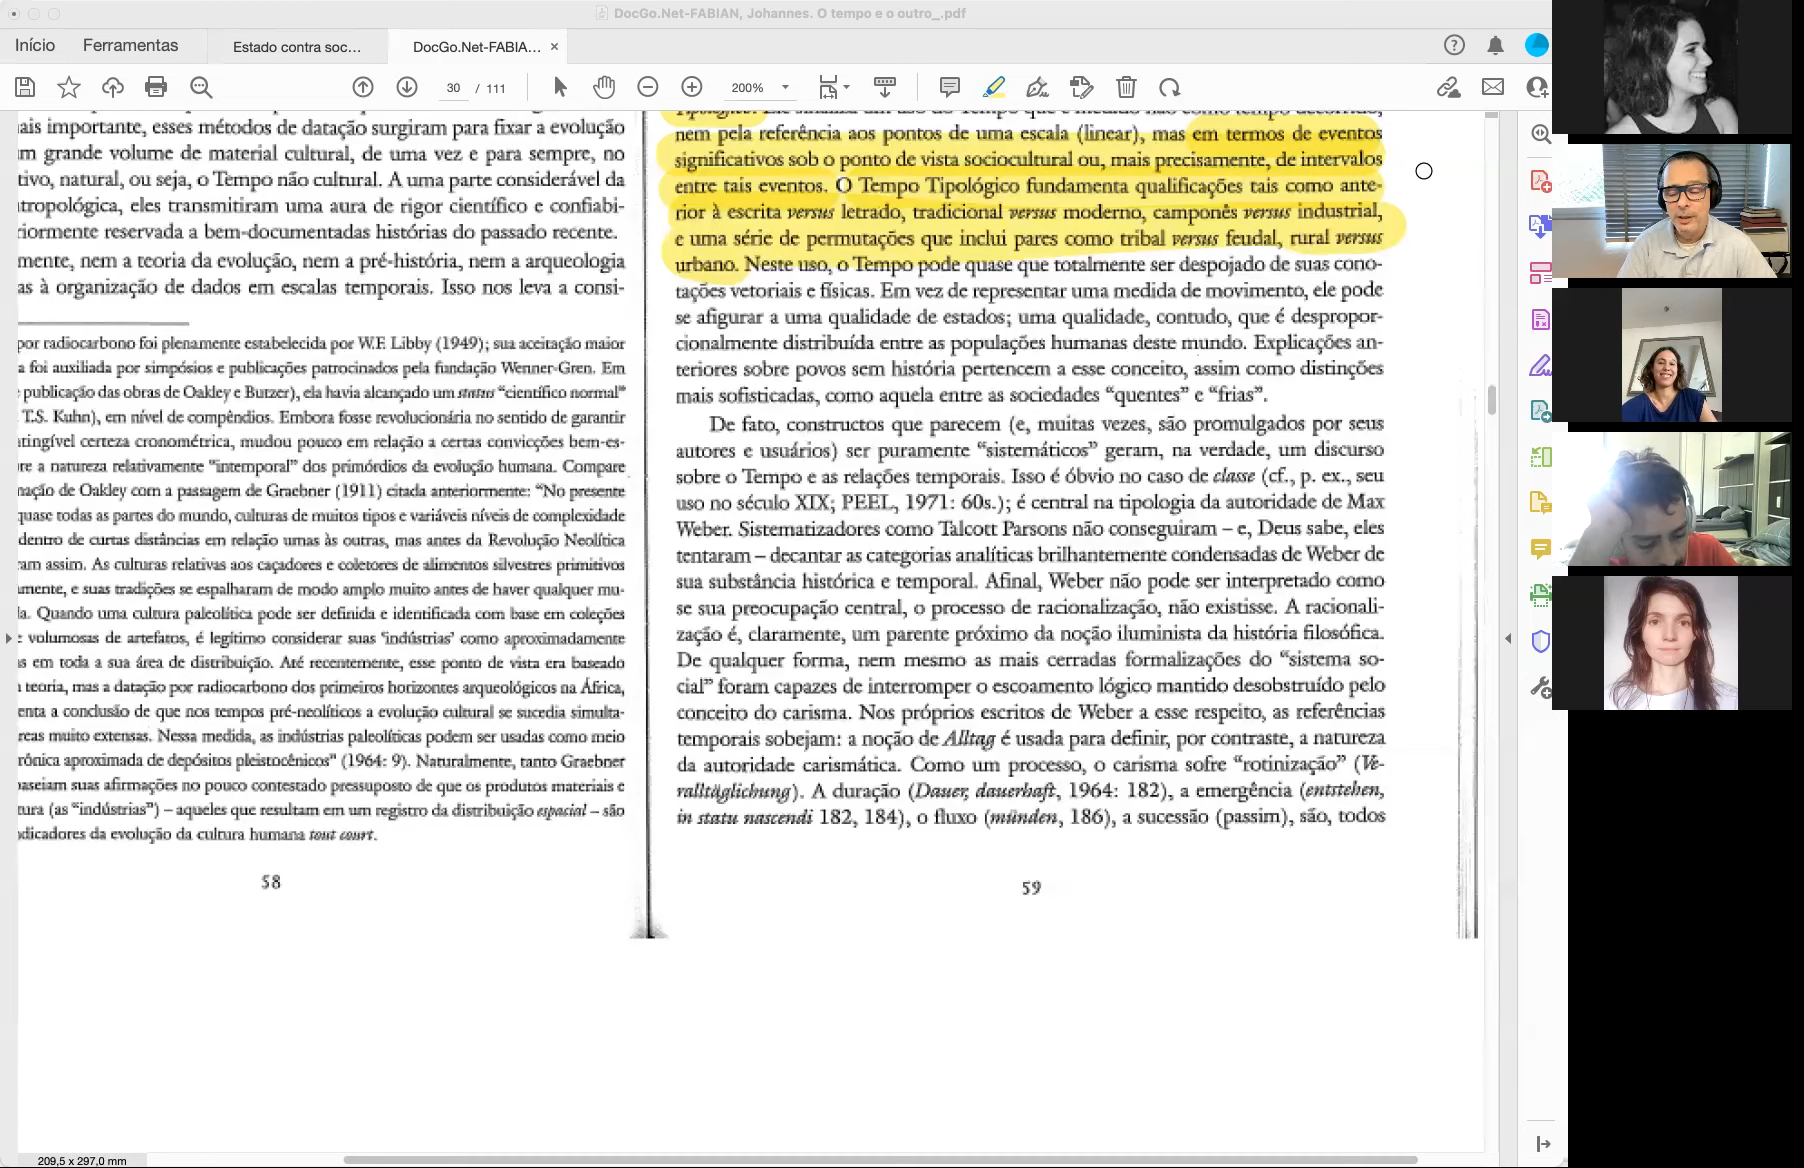 DocGo.Net-FABIAN, Johannes. O tempo e o outro_.pdf
Início
Ferramentas
Estado contra soc...
DocGo.Net-FABIA... ×
30 / 111
200%
ais importante, esses métodos de datação surgiram para fixar a evolução
m grande volume de material cultural, de uma vez e para sempre, no
tivo, natural, ou seja, o Tempo não cultural. A uma parte considerável da
tropológica, eles transmitiram uma aura de rigor científico e confiabi-
iormente reservada a bem-documentadas histórias do passado recente.
mente, nem a teoria da evolução, nem a pré-história, nem a arqueologia
as à organização de dados em escalas temporais. Isso nos leva a consi-
por radiocarbono foi plenamente estabelecida por W.F. Libby (1949); sua aceitação maior
a foi auxiliada por simpósios e publicações patrocinados pela fundação Wenner-Gren. Em
publicação das obras de Oakley e Butzer), ela havia alcançado um status “científico normal”
T.S. Kuhn), em nível de compêndios. Embora fosse revolucionária no sentido de garantir
tingível certeza cronométrica, mudou pouco em relação a certas convicções bem-es-
re a natureza relativamente “intemporal” dos primórdios da evolução humana. Compare
nação de Oakley com a passagem de Graebner (1911) citada anteriormente: “No presente
quase todas as partes do mundo, culturas de muitos tipos e variáveis níveis de complexidade
dentro de curtas distâncias em relação umas às outras, mas antes da Revolução Neolítica
ram assim. As culturas relativas aos caçadores e coletores de alimentos silvestres primitivos
amente, e suas tradições se espalharam de modo amplo muito antes de haver qualquer mu-
la. Quando uma cultura paleolítica pode ser definida e identificada com base em coleções
e volumosas de artefatos, é legítimo considerar suas ‘indústrias’ como aproximadamente
s em toda a sua área de distribuição. Até recentemente, esse ponto de vista era baseado
teoria, mas a datação por radiocarbono dos primeiros horizontes arqueológicos na África,
enta a conclusão de que nos tempos pré-neolíticos a evolução cultural se sucedia simulta-
reas muito extensas. Nessa medida, as indústrias paleolíticas podem ser usadas como meio
rônica aproximada de depósitos pleistocênicos” (1964: 9). Naturalmente, tanto Graebner
baseiam suas afirmações no pouco contestado pressuposto de que os produtos materiais e
tura (as “indústrias”) – aqueles que resultam em um registro da distribuição espacial – são
dicadores da evolução da cultura humana tout court.
58
nem pela referência aos pontos de uma escala (linear), mas em termos de eventos
significativos sob o ponto de vista sociocultural ou, mais precisamente, de intervalos
entre tais eventos. O Tempo Tipológico fundamenta qualificações tais como ante-
rior à escrita versus letrado, tradicional versus moderno, camponês versus industrial,
e uma série de permutações que inclui pares como tribal versus feudal, rural versus
urbano. Neste uso, o Tempo pode quase que totalmente ser despojado de suas cono-
tações vetoriais e físicas. Em vez de representar uma medida de movimento, ele pode
se afigurar a uma qualidade de estados; uma qualidade, contudo, que é despropor-
cionalmente distribuída entre as populações humanas deste mundo. Explicações an-
teriores sobre povos sem história pertencem a esse conceito, assim como distinções
mais sofisticadas, como aquela entre as sociedades “quentes” e “frias”.
De fato, constructos que parecem (e, muitas vezes, são promulgados por seus
autores e usuários) ser puramente “sistemáticos” geram, na verdade, um discurso
sobre o Tempo e as relações temporais. Isso é óbvio no caso de classe (cf., p. ex., seu
uso no século XIX; PEEL, 1971: 60s.); é central na tipologia da autoridade de Max
Weber. Sistematizadores como Talcott Parsons não conseguiram – e, Deus sabe, eles
tentaram – decantar as categorias analíticas brilhantemente condensadas de Weber de
sua substância histórica e temporal. Afinal, Weber não pode ser interpretado como
se sua preocupação central, o processo de racionalização, não existisse. A racionali-
zação é, claramente, um parente próximo da noção iluminista da história filosófica.
De qualquer forma, nem mesmo as mais cerradas formalizações do “sistema so-
cial” foram capazes de interromper o escoamento lógico mantido desobstruído pelo
conceito do carisma. Nos próprios escritos de Weber a esse respeito, as referências
temporais sobejam: a noção de Alltag é usada para definir, por contraste, a natureza
da autoridade carismática. Como um processo, o carisma sofre “rotinização” (Ve-
ralltäglichung). A duração (Dauer, dauerhaft, 1964: 182), a emergência (entstehen,
in statu nascendi 182, 184), o fluxo (münden, 186), a sucessão (passim), são, todos
59
209,5 x 297,0 mm